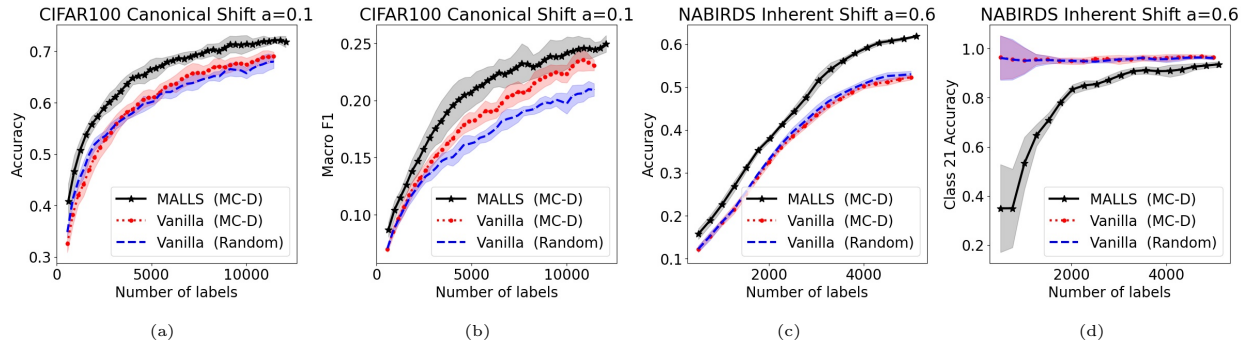 CIFAR100 Canonical Shift a=0.1
Accuracy
0.7
0.6
0.5
0.4
0.3
0
5000
10000
Number of labels
MALLS (MC-D)
Vanilla (MC-D)
Vanilla (Random)
(a)
CIFAR100 Canonical Shift a=0.1
Macro F1
0.25
0.20
0.15
0.10
0
5000
10000
Number of labels
MALLS (MC-D)
Vanilla (MC-D)
Vanilla (Random)
(b)
NABIRDS Inherent Shift a=0.6
Accuracy
0.6
0.5
0.4
0.3
0.2
0.1
2000
4000
Number of labels
MALLS (MC-D)
Vanilla (MC-D)
Vanilla (Random)
(c)
NABIRDS Inherent Shift a=0.6
Class 21 Accuracy
1.0
0.8
0.6
0.4
0.2
2000
4000
Number of labels
MALLS (MC-D)
Vanilla (MC-D)
Vanilla (Random)
(d)